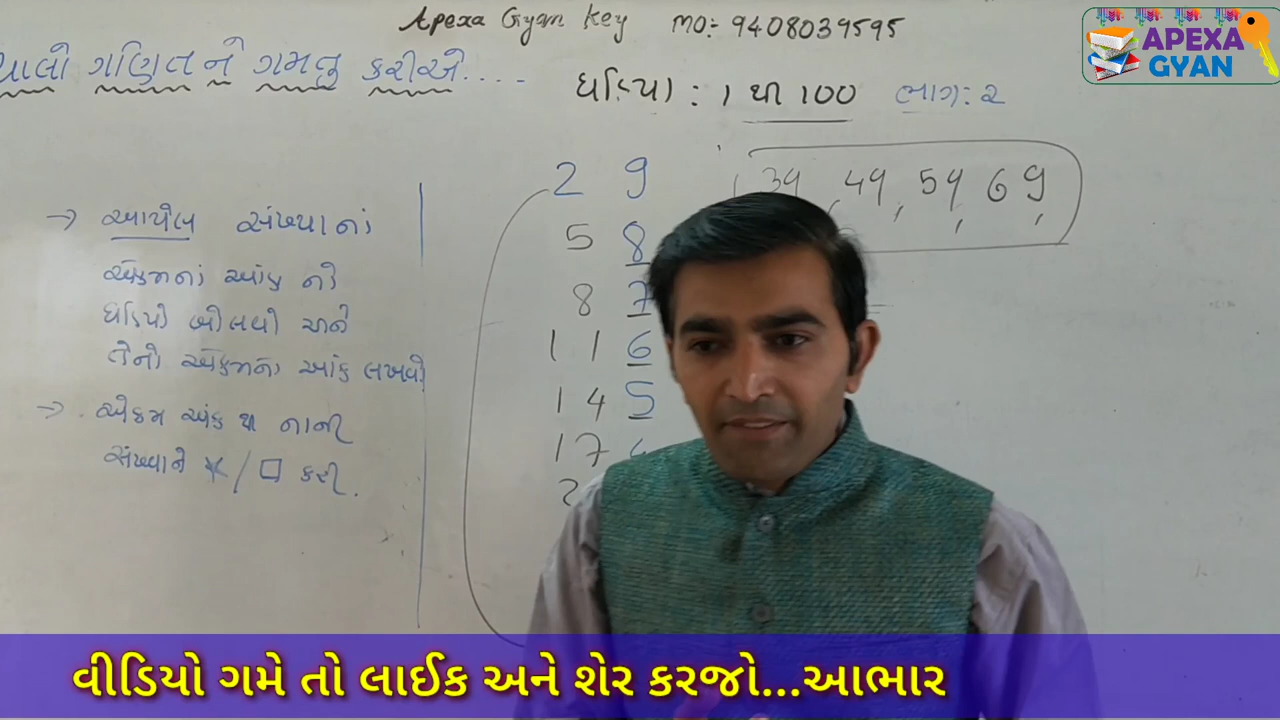 Apexa Gyan Key MO:- 9408039595
APEXA
GYAN
ચાલો ગણિતને ગમતુ કરીએ....-
ઘડિયા : 1 થી 100 ભાગ: ૨
2 9
39, 49, 59, 69
5 8
8 7
1 1 6
1 4 5
1 7
2
→ આપેલ સંખ્યાનાં
એકમનાં આંક નો
ઘડિયો બોલવો અને
તેનો એકમનો આંક લખવો
→ એકમ અંક થી નાની
સંખ્યાને * / □ કરી.
વીડિયો ગમે તો લાઈક અને શેર કરજો...આભાર